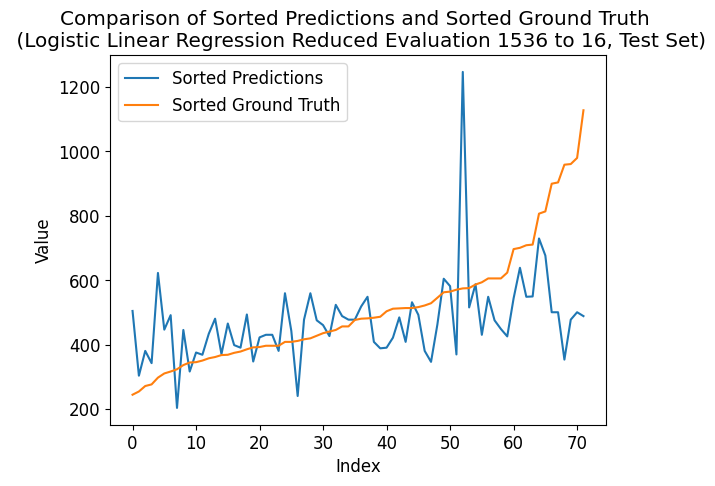 Comparison of Sorted Predictions and Sorted Ground Truth
(Logistic Linear Regression Reduced Evaluation 1536 to 16, Test Set)
Sorted Predictions
Sorted Ground Truth
1200
1000
800
600
400
200
Value
0 10 20 30 40 50 60 70
Index